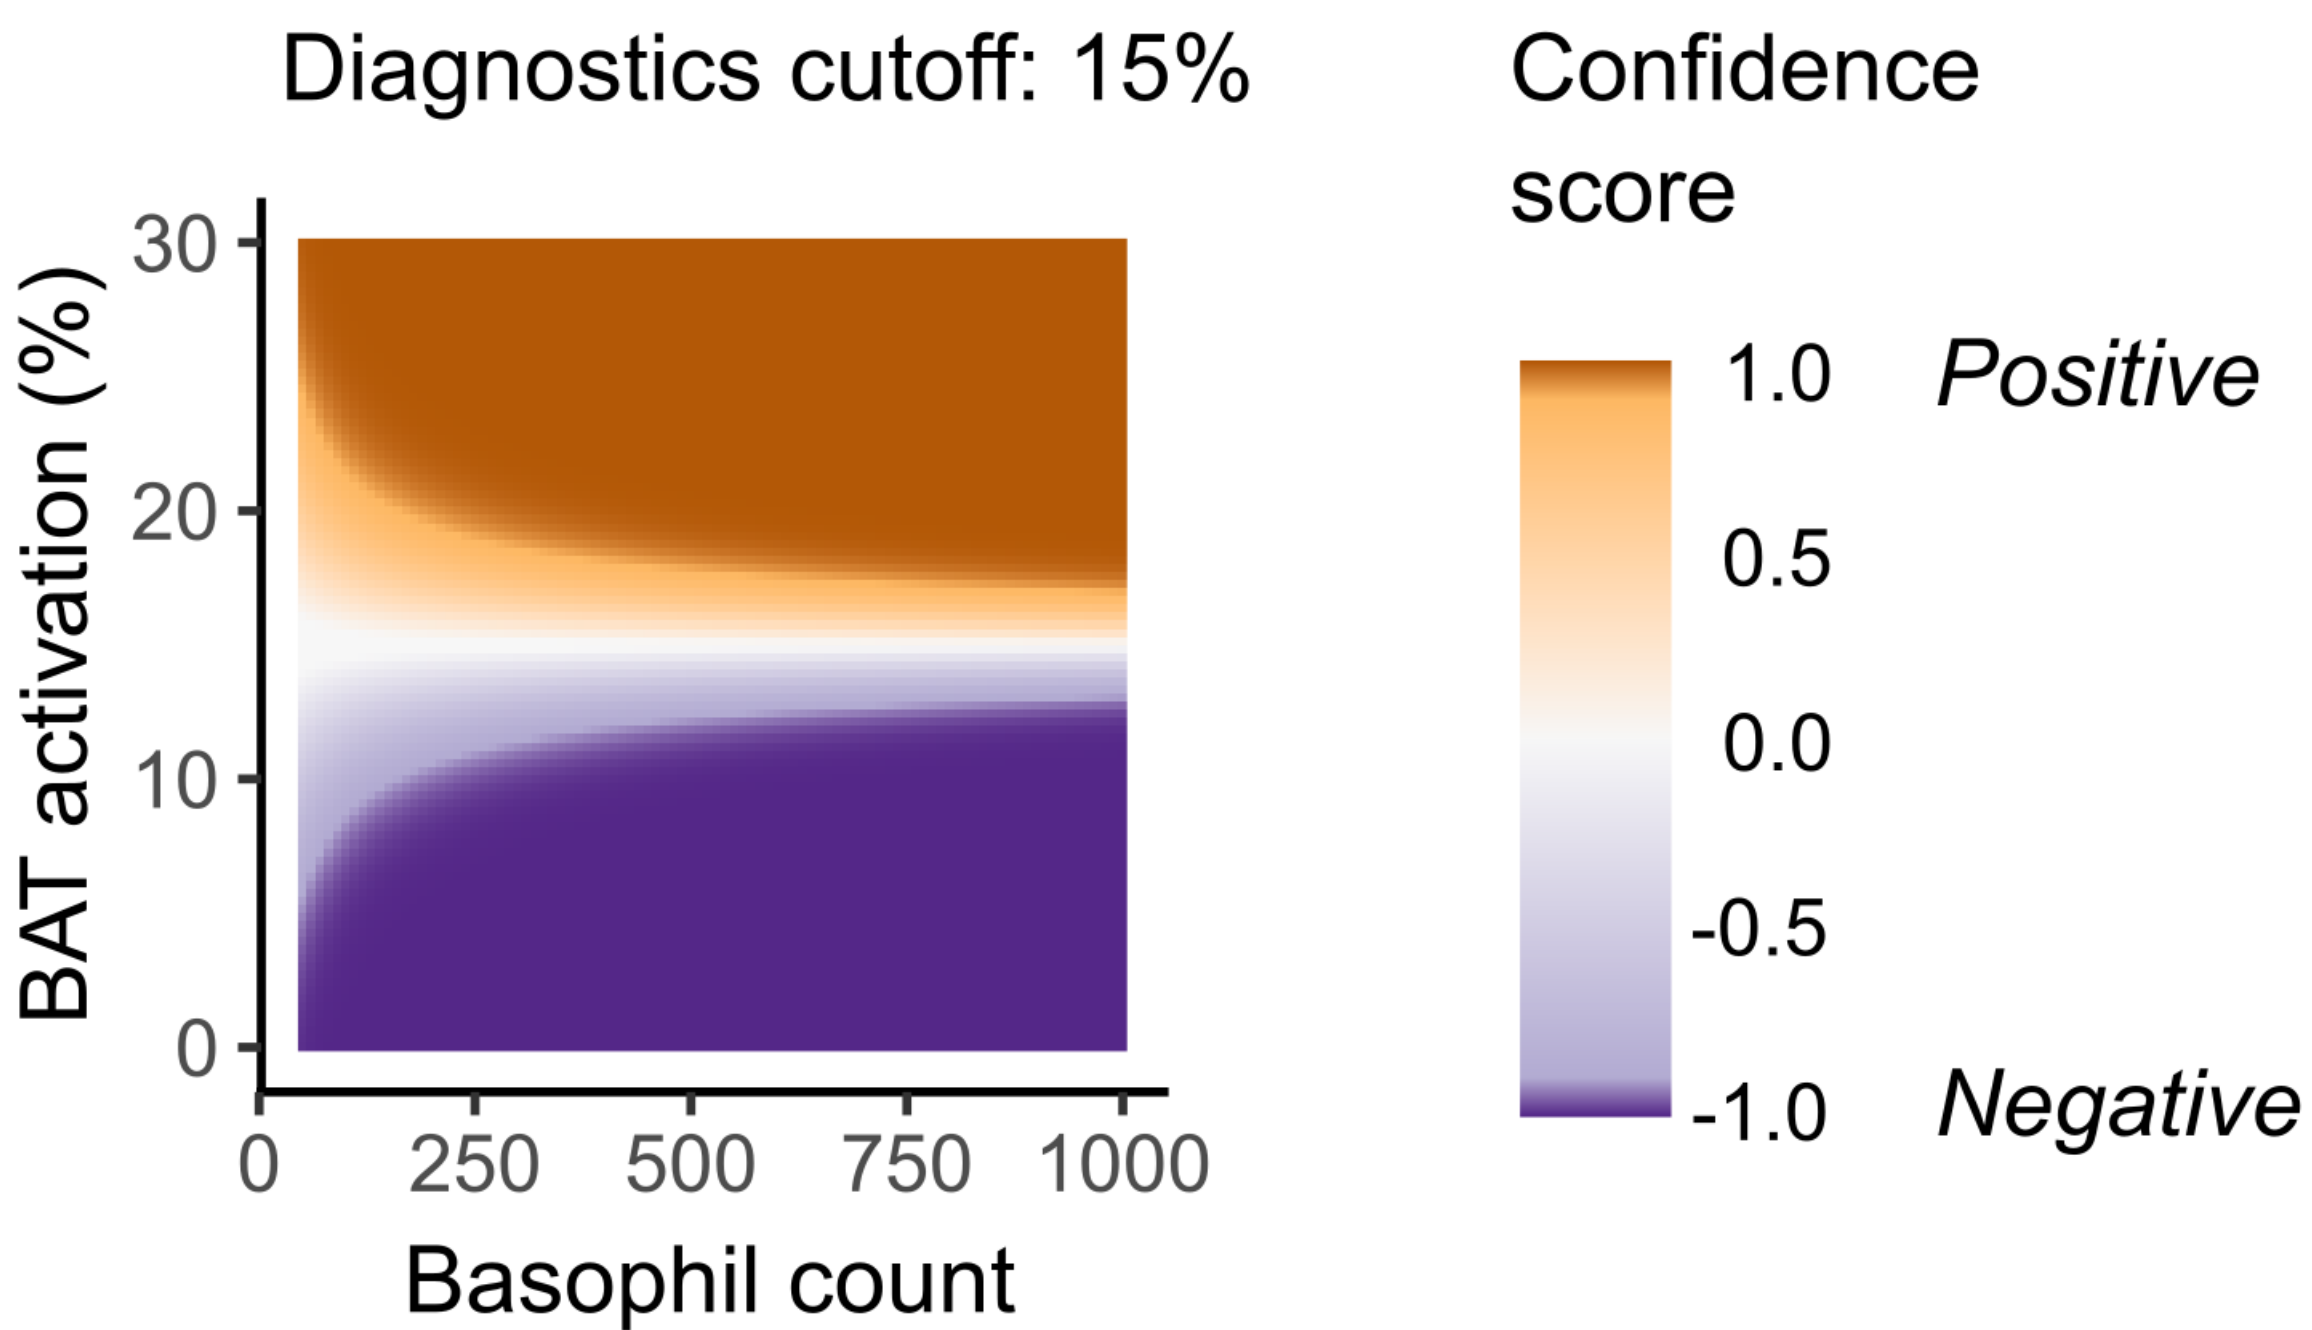 Diagnostics cutoff: 15%
BAT activation (%)
30
20
10
0
0 250 500 750 1000
Basophil count
Confidence
score
1.0 Positive
0.5
0.0
-0.5
-1.0 Negative